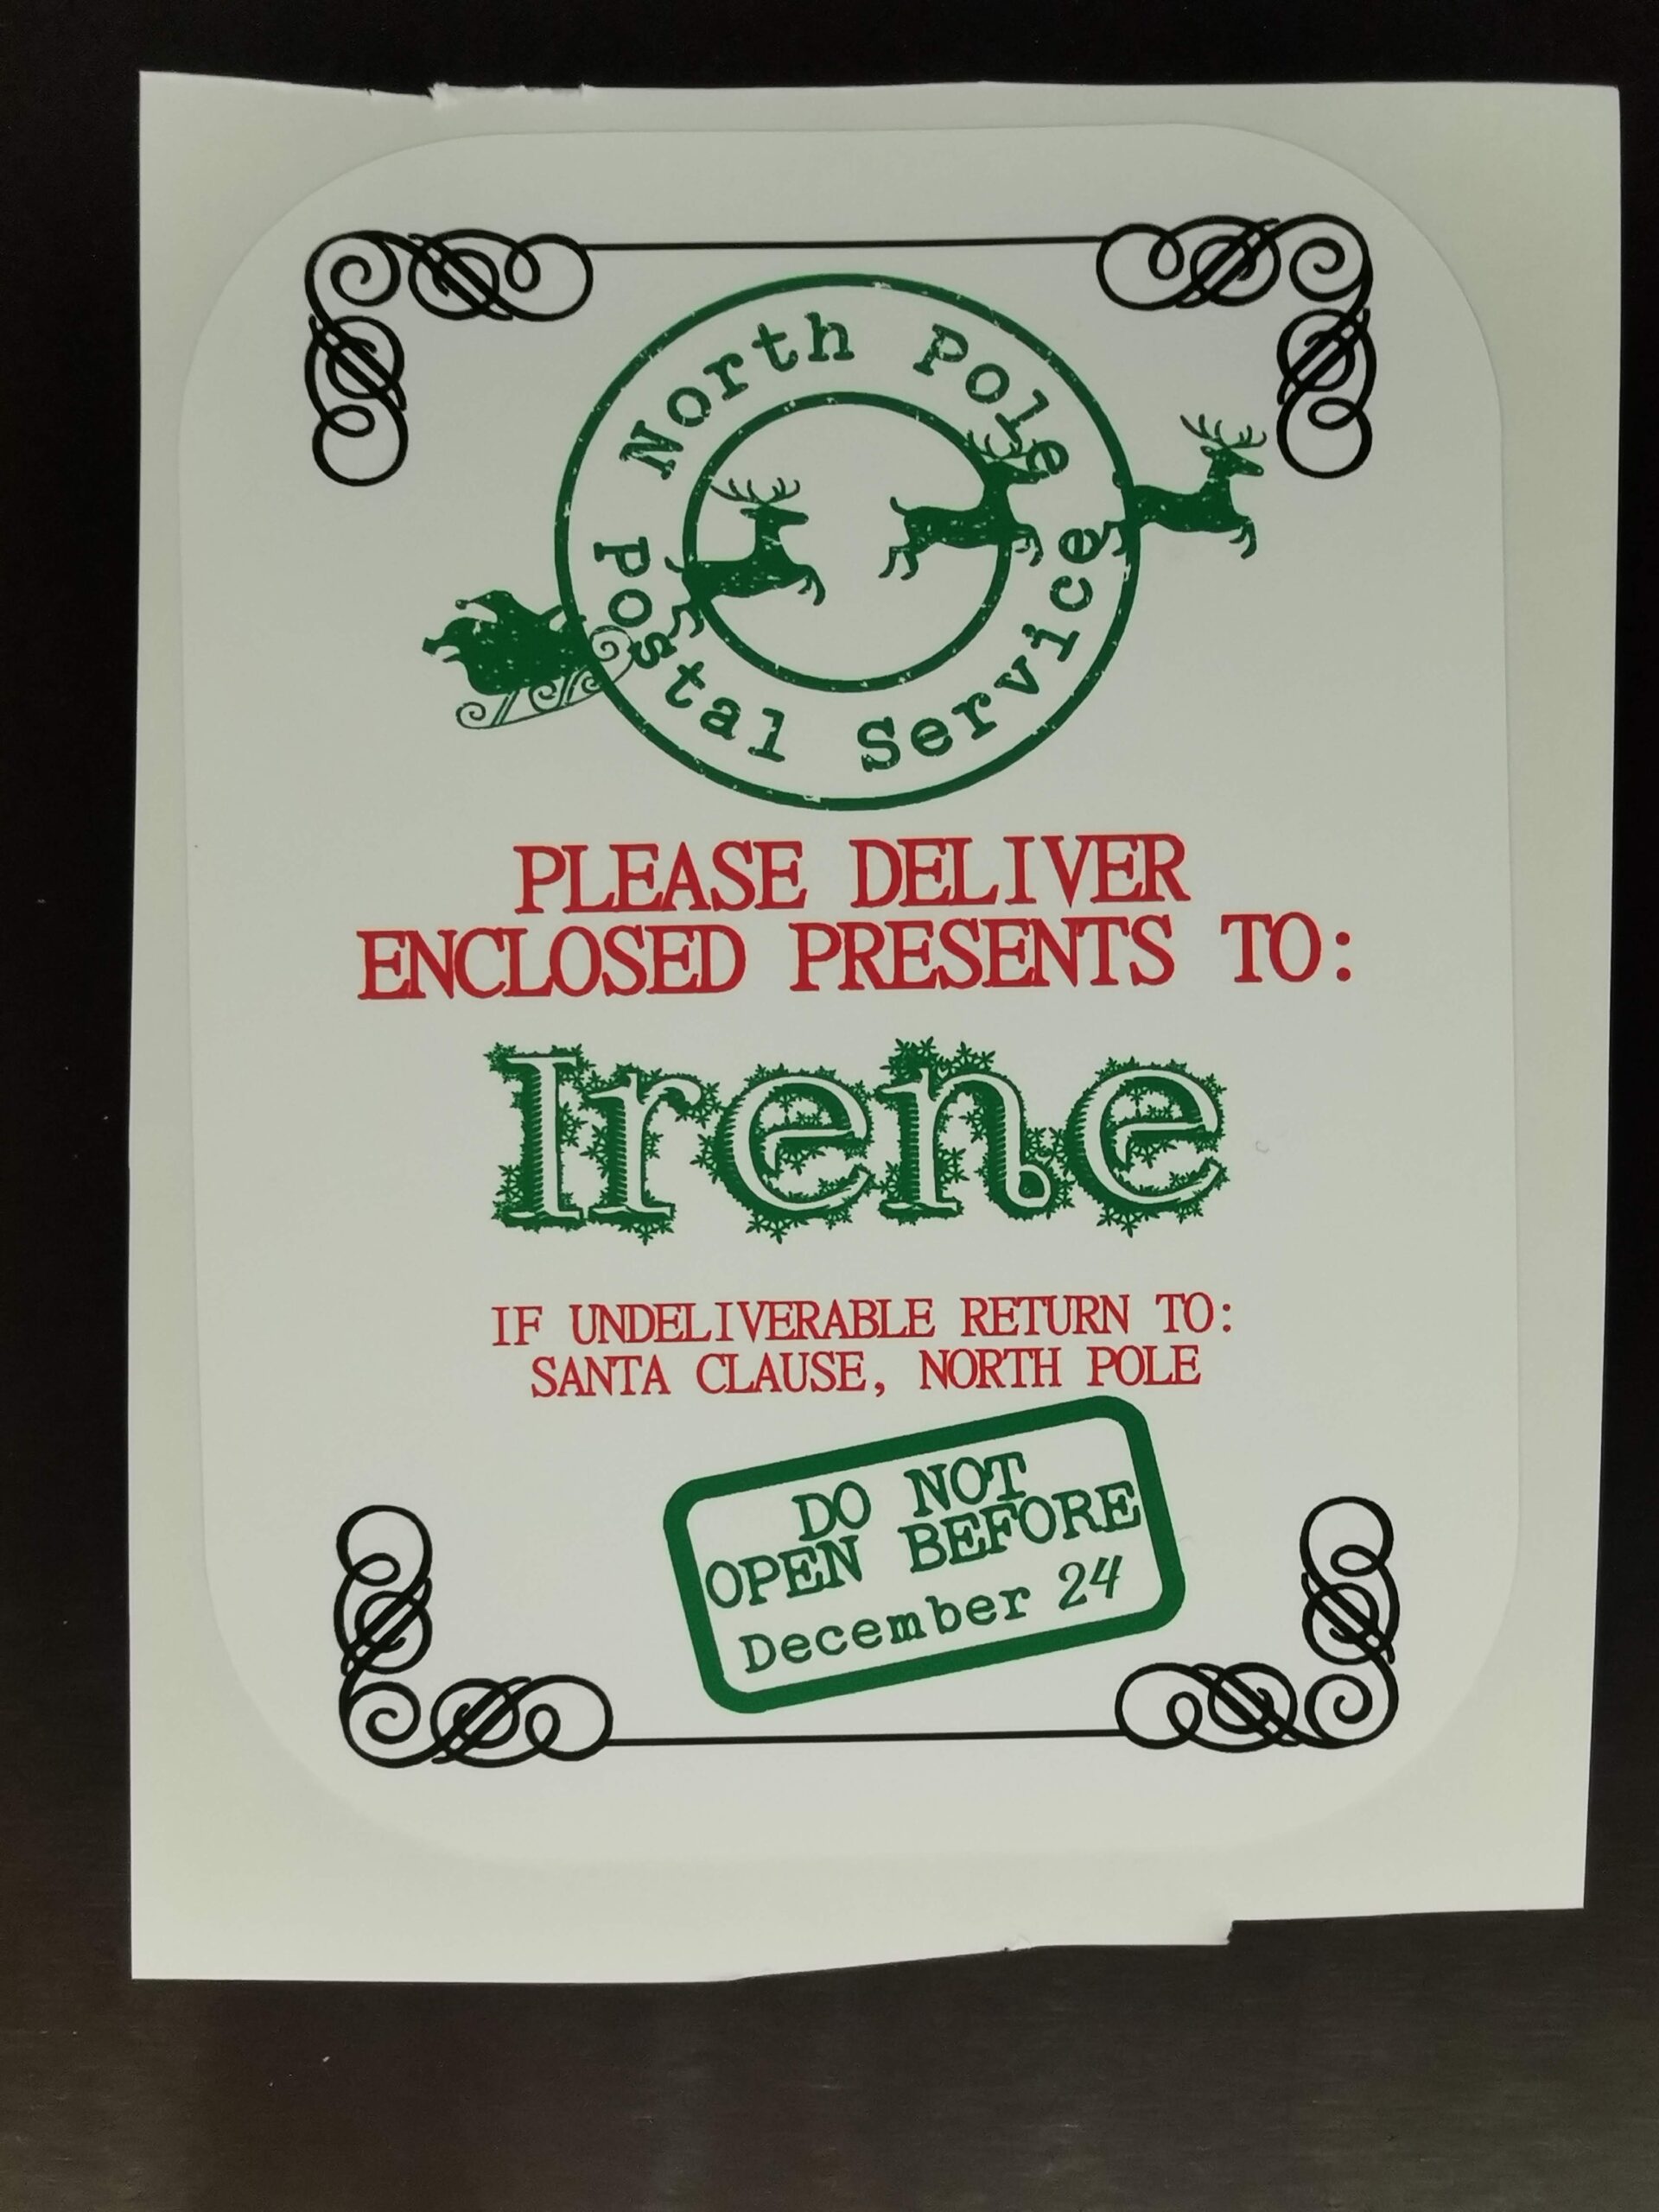 North Pole
Postal Service
PLEASE DELIVER
ENCLOSED PRESENTS TO:
Irene
IF UNDELIVERABLE RETURN TO:
SANTA CLAUSE, NORTH POLE
DO NOT
OPEN BEFORE
December 24